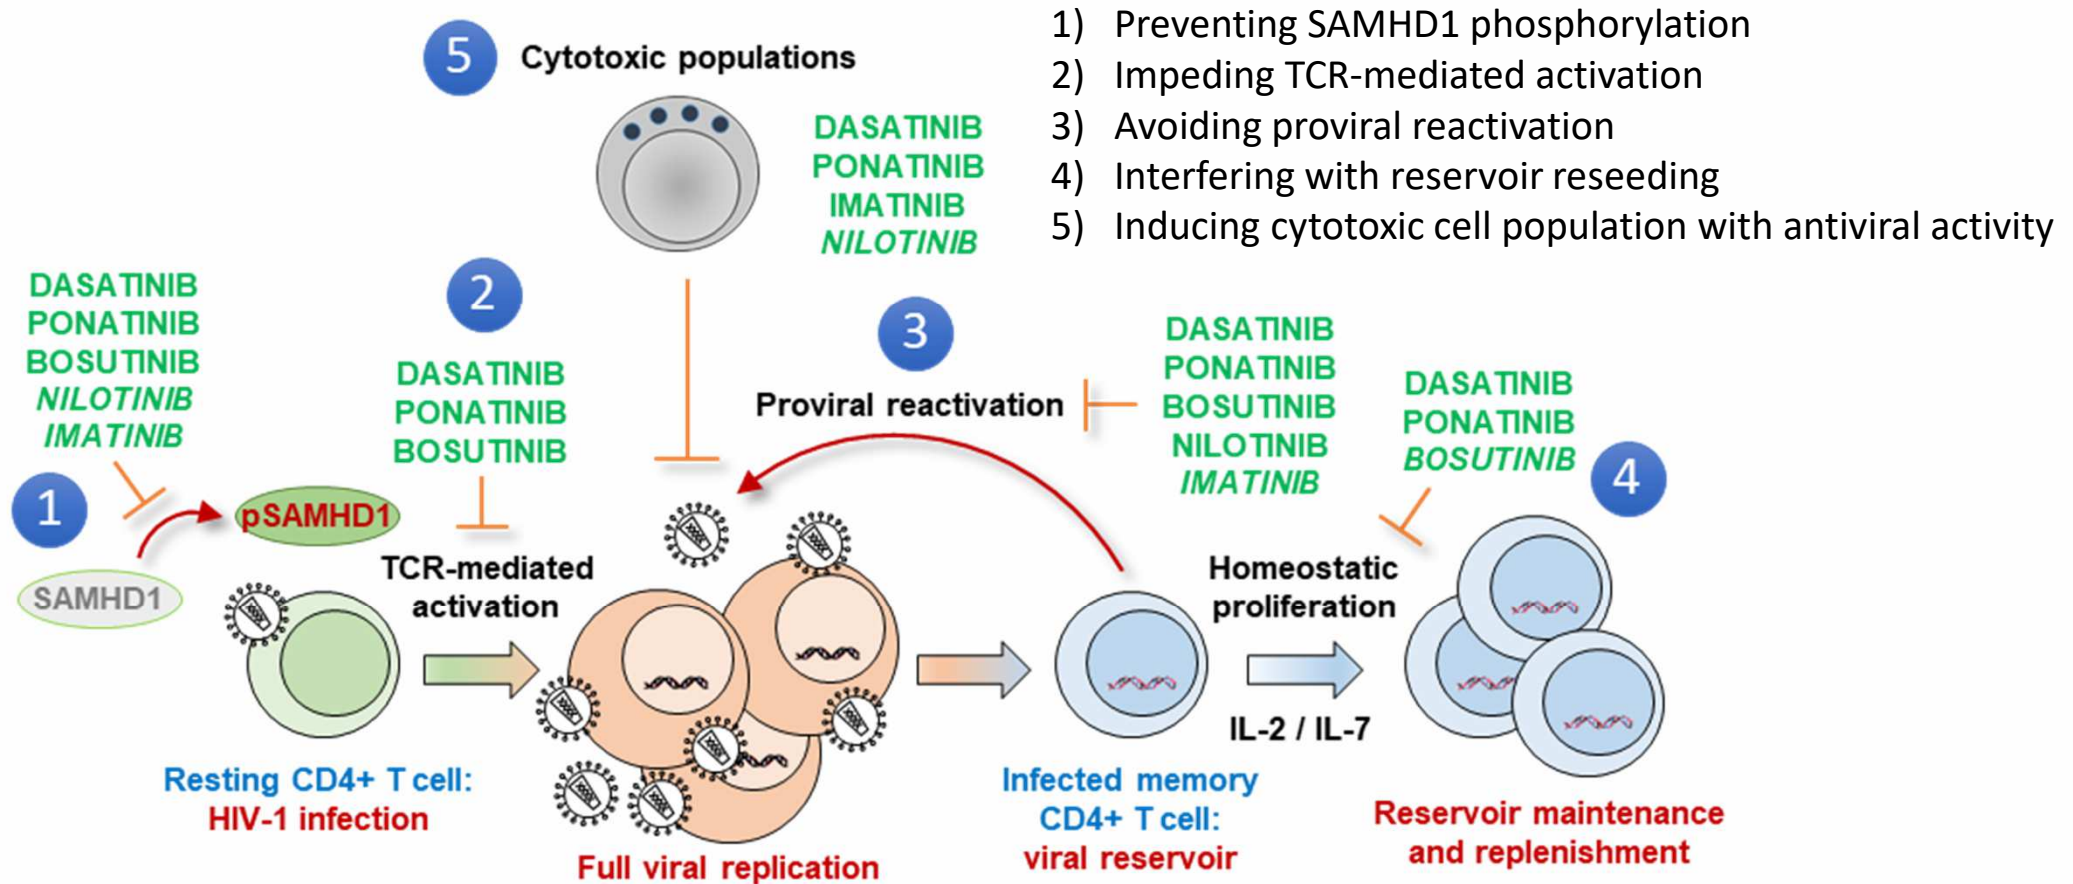 5
Cytotoxic populations
1) Preventing SAMHD1 phosphorylation
2) Impeding TCR-mediated activation
3) Avoiding proviral reactivation
4) Interfering with reservoir reseeding
5) Inducing cytotoxic cell population with antiviral activity
DASATINIB
PONATINIB
IMATINIB
NILOTINIB
DASATINIB
PONATINIB
BOSUTINIB
NILOTINIB
IMATINIB
1
pSAMHD1
SAMHD1
2
DASATINIB
PONATINIB
BOSUTINIB
TCR-mediated
activation
3
Proviral reactivation
DASATINIB
PONATINIB
BOSUTINIB
NILOTINIB
IMATINIB
DASATINIB
PONATINIB
BOSUTINIB
4
Homeostatic
proliferation
IL-2 / IL-7
Resting CD4+ T cell:
HIV-1 infection
Full viral replication
Infected memory
CD4+ T cell:
viral reservoir
Reservoir maintenance
and replenishment